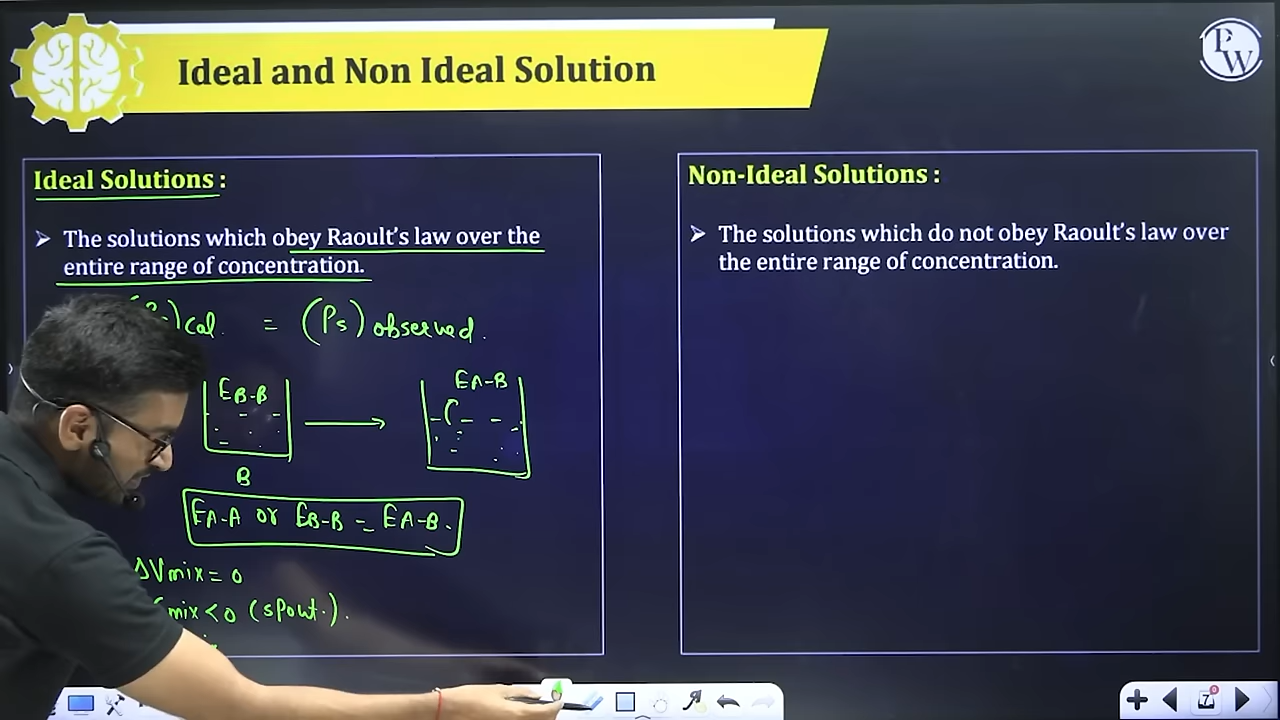 Ideal and Non Ideal Solution
PW
Ideal Solutions :
The solutions which obey Raoult's law over the
entire range of concentration.
)cal. = (Ps) observed.
EB-B
EA-B
B
EA-A or EB-B = EA-B.
ΔVmix = 0
mix < 0 (spont.).
Non-Ideal Solutions :
The solutions which do not obey Raoult's law over
the entire range of concentration.
7